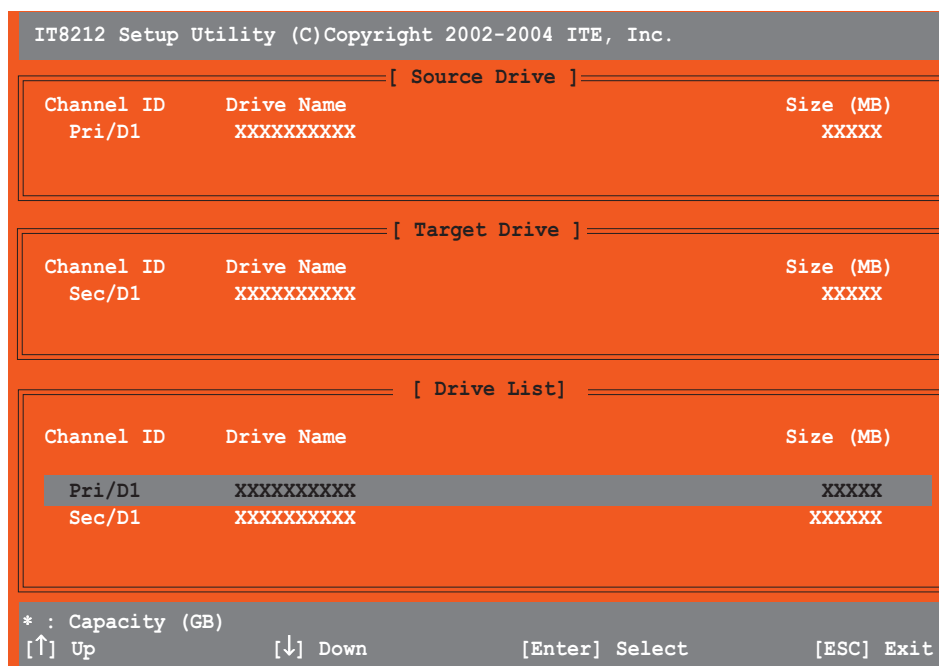 IT8212 Setup Utility (C)Copyright 2002-2004 ITE, Inc.
[ Source Drive ]
Channel ID Drive Name Size (MB)
Pri/D1 XXXXXXXXXX XXXXX
[ Target Drive ]
Channel ID Drive Name Size (MB)
Sec/D1 XXXXXXXXXX XXXXX
[ Drive List]
Channel ID Drive Name Size (MB)
Pri/D1 XXXXXXXXXX XXXXX
Sec/D1 XXXXXXXXXX XXXXXX
* : Capacity (GB)
[↑] Up [↓] Down [Enter] Select [ESC] Exit